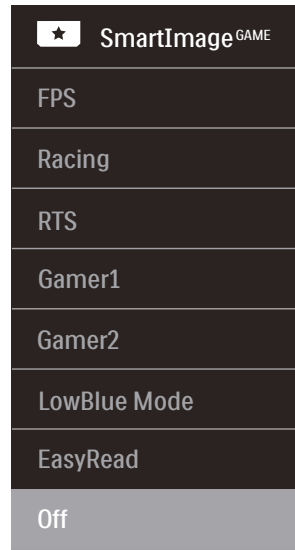 SmartImage GAME
FPS
Racing
RTS
Gamer1
Gamer2
LowBlue Mode
EasyRead
Off